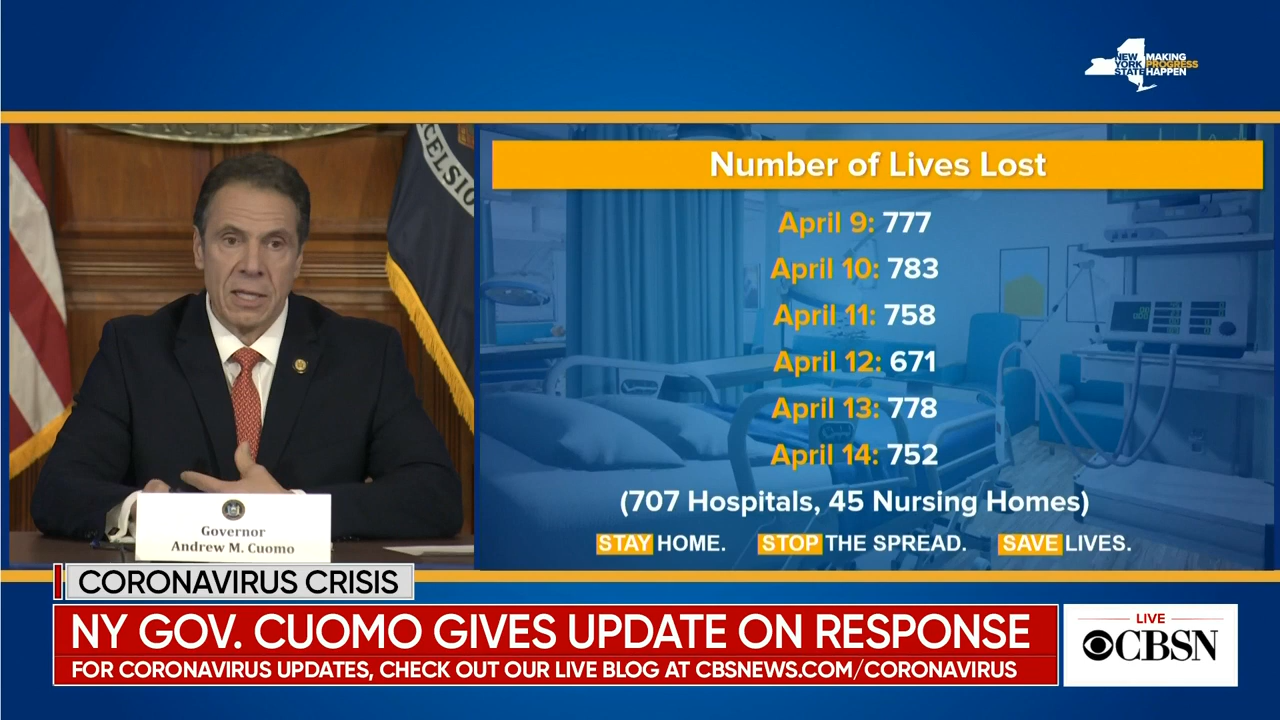 NEW
YORK
STATE
MAKING
PROGRESS
HAPPEN
CELSIO
Number of Lives Lost
April 9: 777
April 10: 783
April 11: 758
April 12: 671
April 13: 778
April 14: 752
(707 Hospitals, 45 Nursing Homes)
STAY HOME. STOP THE SPREAD. SAVE LIVES.
Governor
Andrew M. Cuomo
CORONAVIRUS CRISIS
NY GOV. CUOMO GIVES UPDATE ON RESPONSE
FOR CORONAVIRUS UPDATES, CHECK OUT OUR LIVE BLOG AT CBSNEWS.COM/CORONAVIRUS
LIVE
CBSN